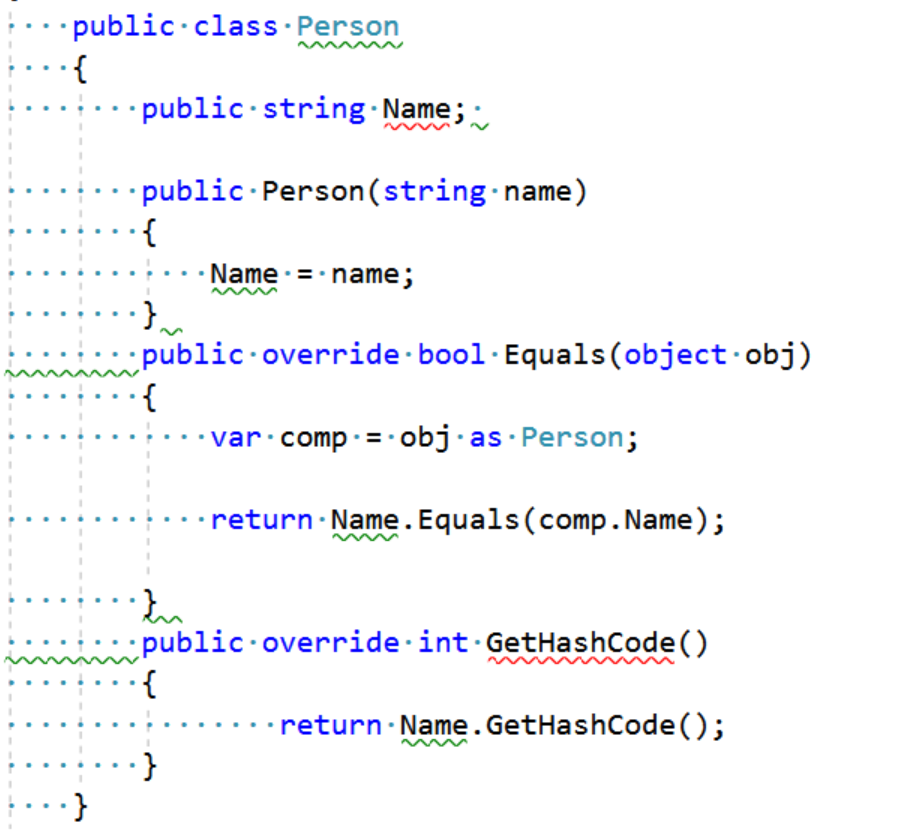 public class Person
{
public string Name;
public Person(string name)
{
Name = name;
}
public override bool Equals(object obj)
{
var comp = obj as Person;
return Name.Equals(comp.Name);
}
public override int GetHashCode()
{
return Name.GetHashCode();
}
}